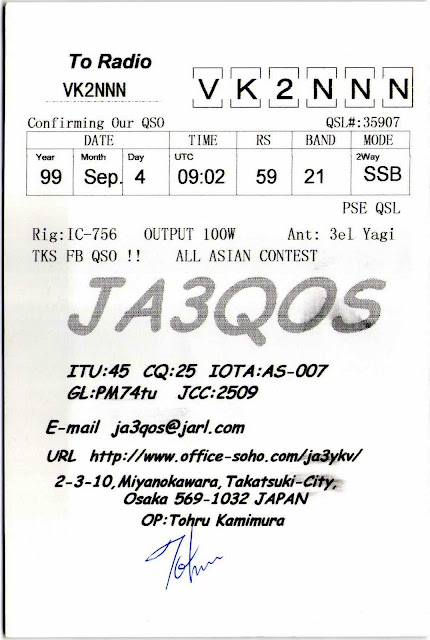 To Radio
VK2NNN
VK2NNN
Confirming Our QSO QSL#:35907
DATE TIME RS BAND MODE
Year Month Day UTC 2Way
99 Sep. 4 09:02 59 21 SSB
PSE QSL
Rig:IC-756 OUTPUT 100W Ant: 3el Yagi
TKS FB QSO !! ALL ASIAN CONTEST
JA3QOS
ITU:45 CQ:25 IOTA:AS-007
GL:PM74tu JCC:2509
E-mail ja3qos@jarl.com
URL http://www.office-soho.com/ja3ykv/
2-3-10,Miyanokawara,Takatsuki-City,
Osaka 569-1032 JAPAN
OP:Tohru Kamimura
Tohru